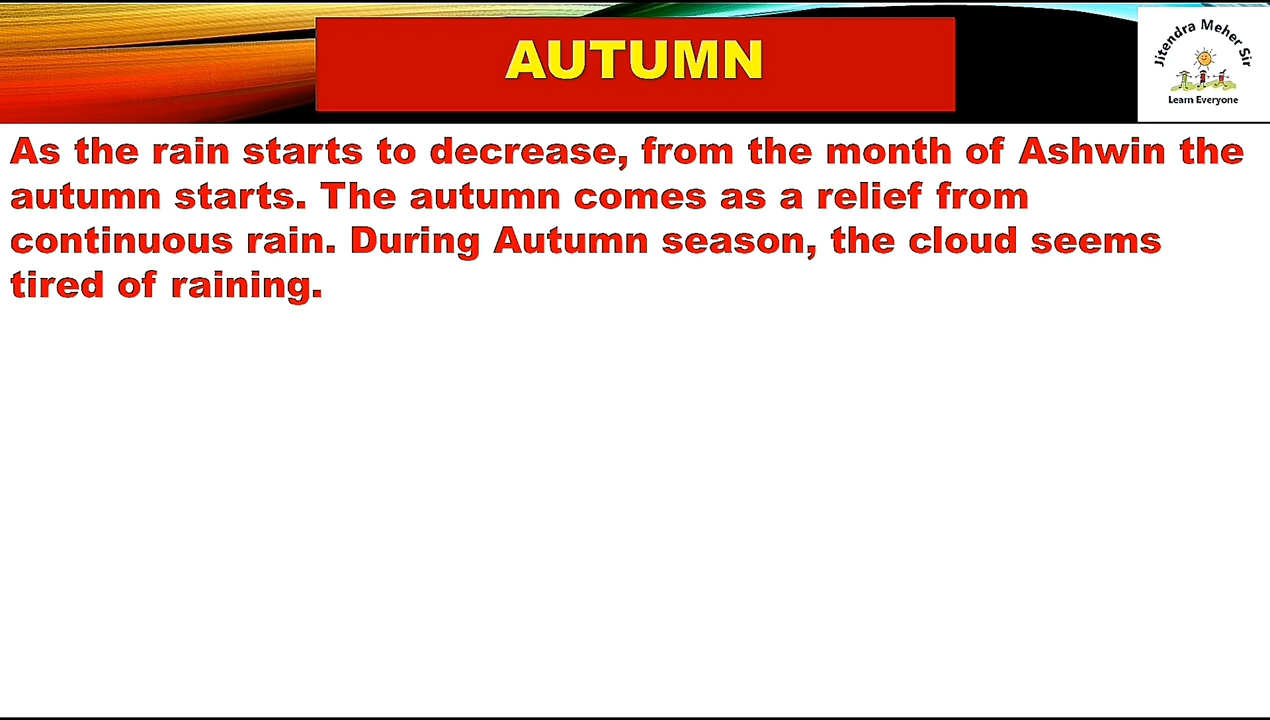 AUTUMN
Jitendra Meher Sir
Learn Everyone
As the rain starts to decrease, from the month of Ashwin the
autumn starts. The autumn comes as a relief from
continuous rain. During Autumn season, the cloud seems
tired of raining.